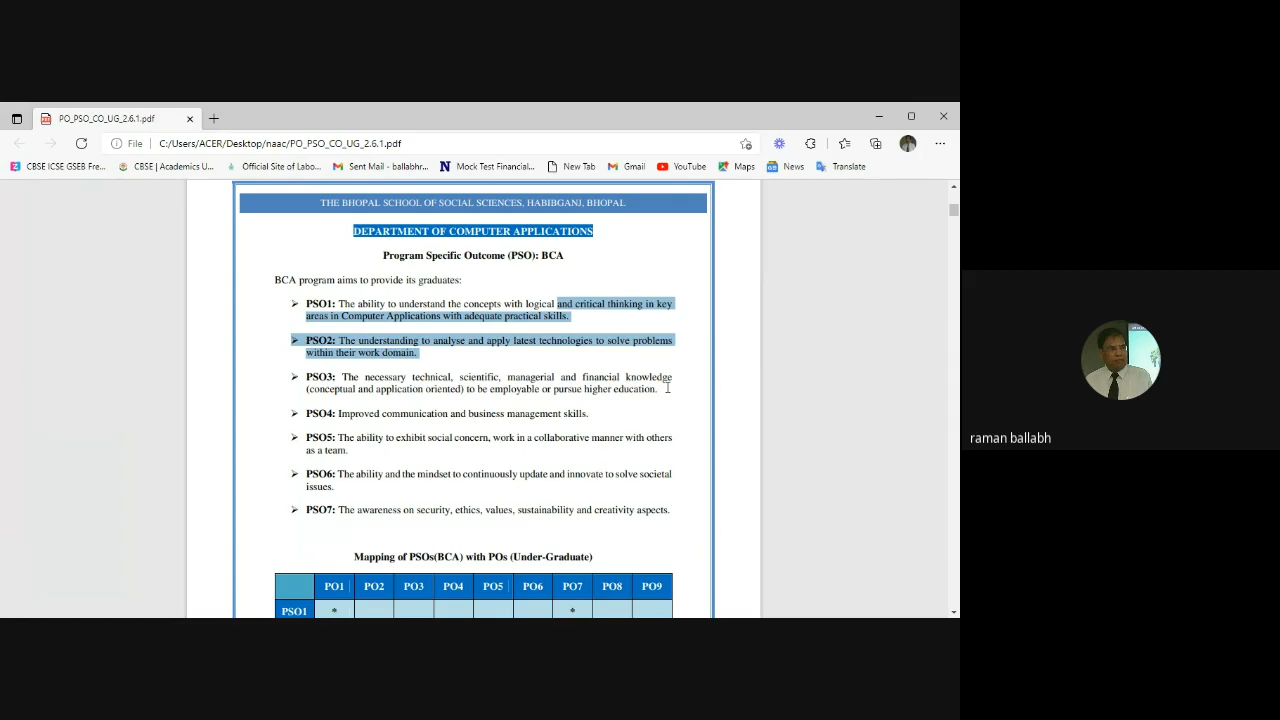 PO_PSO_CO_UG_2.6.1.pdf
File C:/Users/ACER/Desktop/naac/PO_PSO_CO_UG_2.6.1.pdf
CBSE ICSE GSEB Fre... CBSE | Academics U... Official Site of Labo... Sent Mail - ballabhr... Mock Test Financial... New Tab Gmail YouTube Maps News Translate
THE BHOPAL SCHOOL OF SOCIAL SCIENCES, HABIBGANJ, BHOPAL
DEPARTMENT OF COMPUTER APPLICATIONS
Program Specific Outcome (PSO): BCA
BCA program aims to provide its graduates:
➢ PSO1: The ability to understand the concepts with logical and critical thinking in key
areas in Computer Applications with adequate practical skills.
➢ PSO2: The understanding to analyse and apply latest technologies to solve problems
within their work domain.
➢ PSO3: The necessary technical, scientific, managerial and financial knowledge
(conceptual and application oriented) to be employable or pursue higher education.
➢ PSO4: Improved communication and business management skills.
➢ PSO5: The ability to exhibit social concern, work in a collaborative manner with others
as a team.
➢ PSO6: The ability and the mindset to continuously update and innovate to solve societal
issues.
➢ PSO7: The awareness on security, ethics, values, sustainability and creativity aspects.
Mapping of PSOs(BCA) with POs (Under-Graduate)
PO1 PO2 PO3 PO4 PO5 PO6 PO7 PO8 PO9
PSO1 * *
raman ballabh